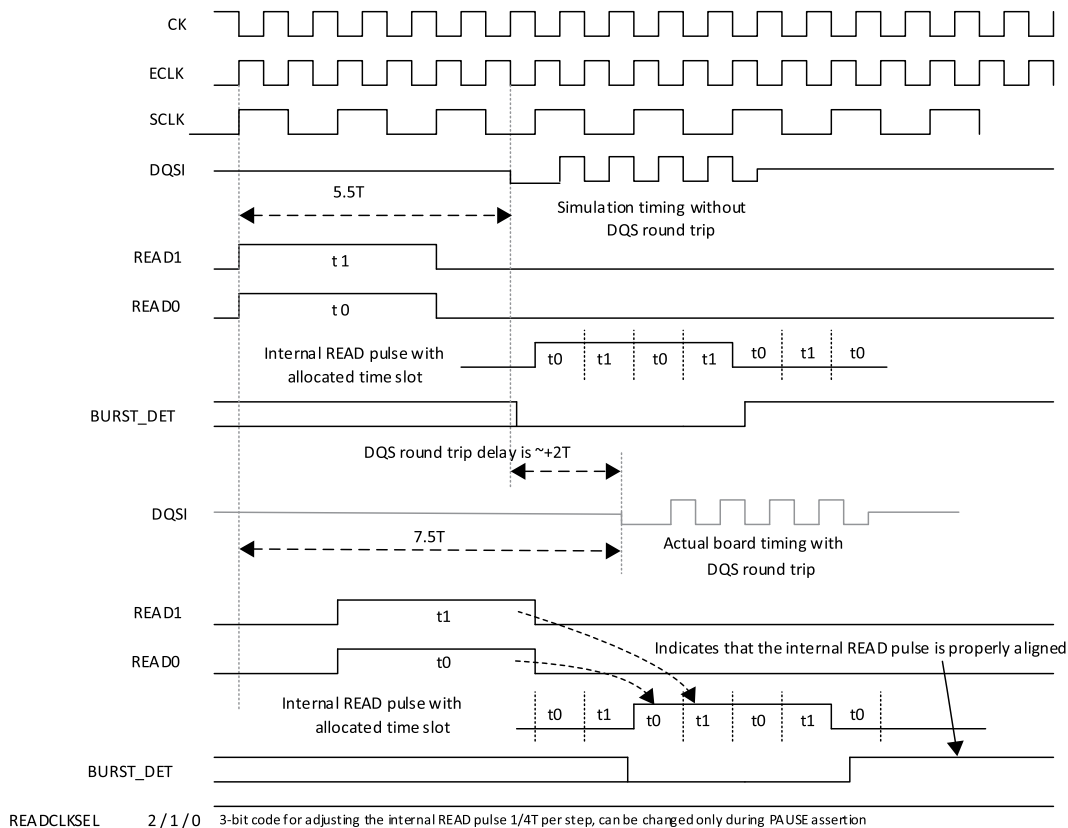 CK
ECLK
SCLK
DQSI
5.5T
Simulation timing without
DQS round trip
READ1
t1
READ0
t0
Internal READ pulse with
allocated time slot
t0 t1 t0 t1 t0 t1 t0
BURST_DET
DQS round trip delay is ~+2T
DQSI
7.5T
Actual board timing with
DQS round trip
READ1
t1
Indicates that the internal READ pulse is properly aligned
READ0
t0
Internal READ pulse with
allocated time slot
t0 t1 t0 t1 t0 t1 t0
BURST_DET
READCLKSEL 2/1/0 3-bit code for adjusting the internal READ pulse 1/4T per step, can be changed only during PAUSE assertion